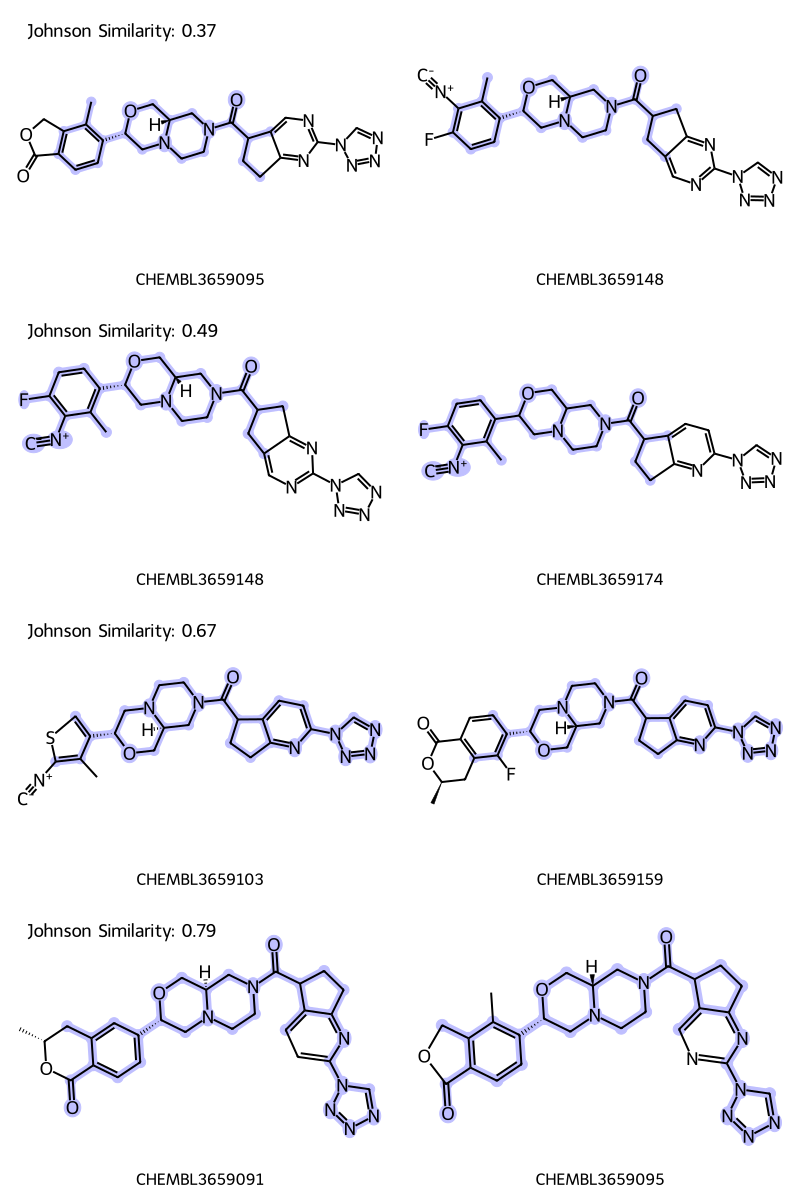 Johnson Similarity: 0.37
CHEMBL3659095
CHEMBL3659148
Johnson Similarity: 0.49
CHEMBL3659148
CHEMBL3659174
Johnson Similarity: 0.67
CHEMBL3659103
CHEMBL3659159
Johnson Similarity: 0.79
CHEMBL3659091
CHEMBL3659095